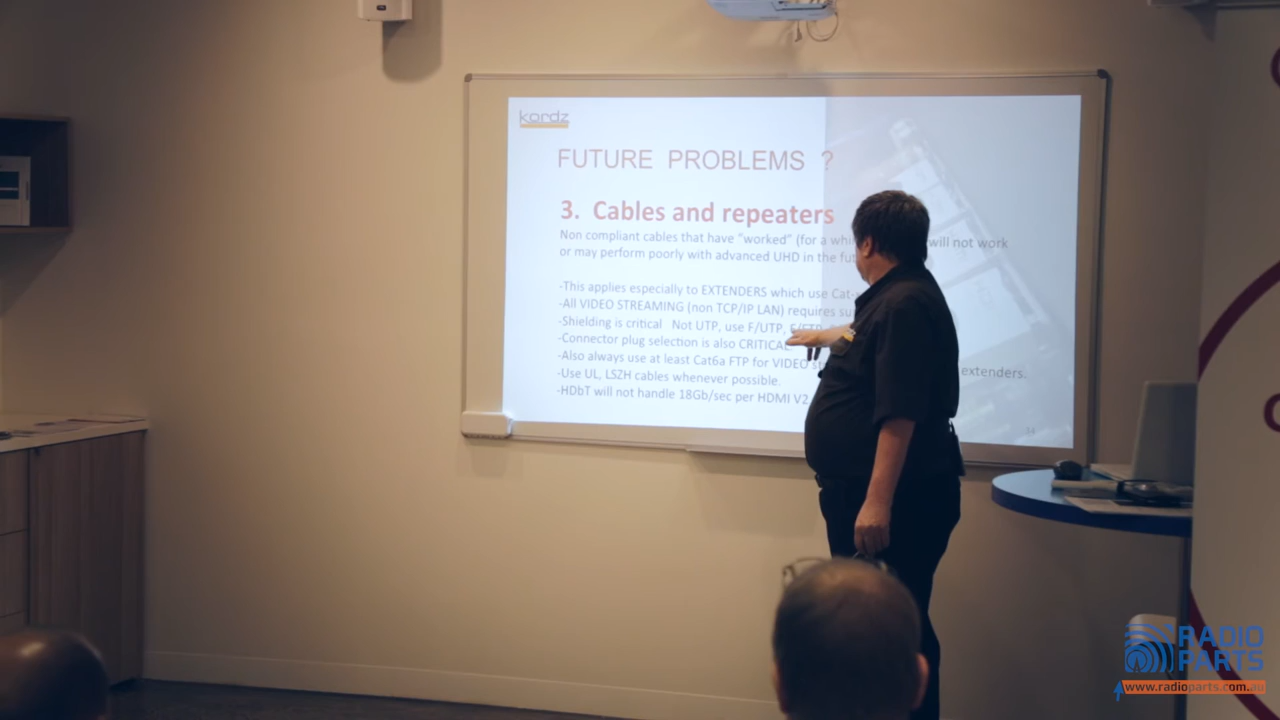 kordz
FUTURE PROBLEMS ?
3. Cables and repeaters
Non compliant cables that have "worked" (for a will not work
or may perform poorly with advanced UHD in the
-This applies especially to EXTENDERS which use
-All VIDEO STREAMING (non TCP/IP LAN) requires
-Shielding is critical Not UTP, use F/UTP,
-Connector plug selection is also CRITICAL.
-Also always use at least Cat6a FTP for VIDEO extenders.
-Use UL, LSZH cables whenever possible.
-HDbT will not handle 18Gb/sec per HDMI V2
RADIO
PARTS
www.radioparts.com.au